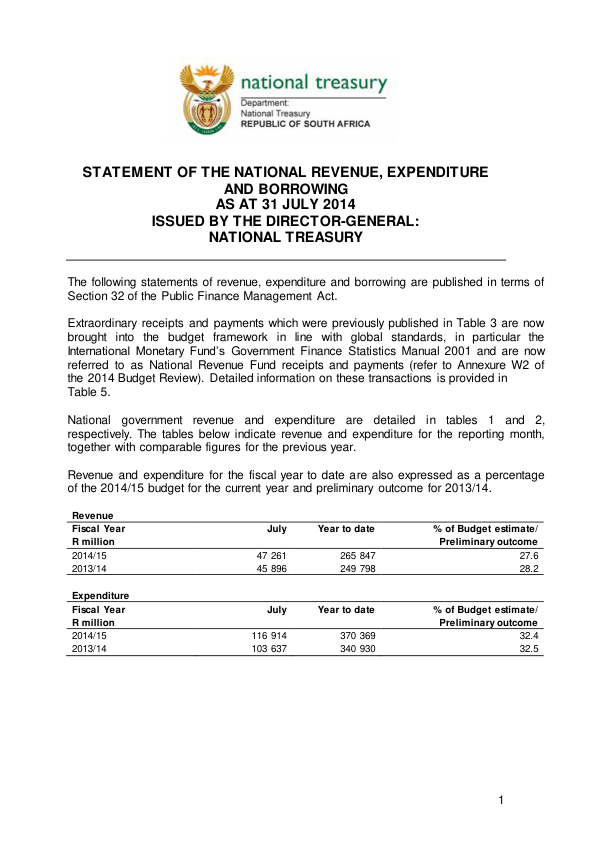 national treasury
Department:
National Treasury
REPUBLIC OF SOUTH AFRICA
STATEMENT OF THE NATIONAL REVENUE, EXPENDITURE
AND BORROWING
AS AT 31 JULY 2014
ISSUED BY THE DIRECTOR-GENERAL:
NATIONAL TREASURY
The following statements of revenue, expenditure and borrowing are published in terms of
Section 32 of the Public Finance Management Act.
Extraordinary receipts and payments which were previously published in Table 3 are now
brought into the budget framework in line with global standards, in particular the
International Monetary Fund's Government Finance Statistics Manual 2001 and are now
referred to as National Revenue Fund receipts and payments (refer to Annexure W2 of
the 2014 Budget Review). Detailed information on these transactions is provided in
Table 5.
National government revenue and expenditure are detailed in tables 1 and 2,
respectively. The tables below indicate revenue and expenditure for the reporting month,
together with comparable figures for the previous year.
Revenue and expenditure for the fiscal year to date are also expressed as a percentage
of the 2014/15 budget for the current year and preliminary outcome for 2013/14.
Revenue
Fiscal Year July Year to date % of Budget estimate/
R million Preliminary outcome
2014/15 47 261 265 847 27.6
2013/14 45 896 249 798 28.2
Expenditure
Fiscal Year July Year to date % of Budget estimate/
R million Preliminary outcome
2014/15 116 914 370 369 32.4
2013/14 103 637 340 930 32.5
1